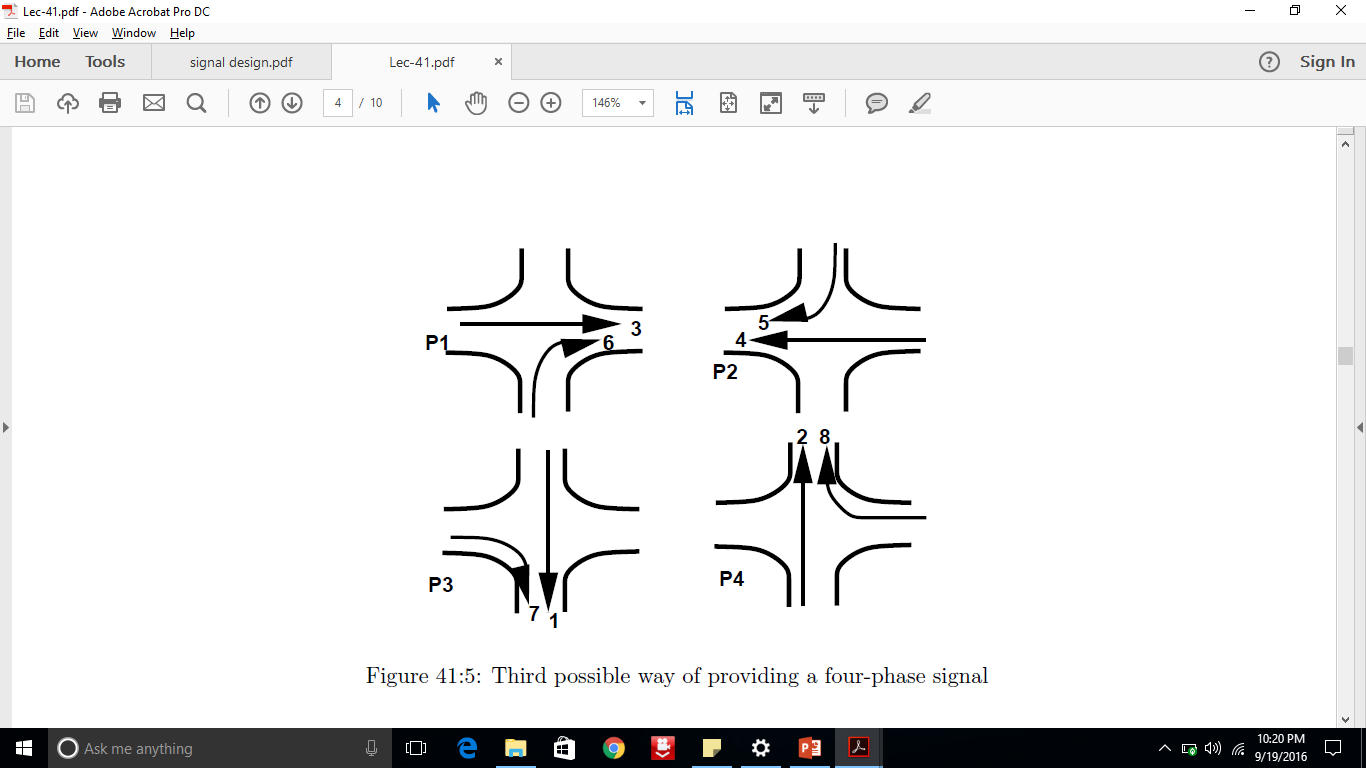 Lec-41.pdf - Adobe Acrobat Pro DC
File Edit View Window Help
Home Tools signal design.pdf Lec-41.pdf × ? Sign In
4 / 10 146%
P1 3 6
5 4 P2
P3 7 1
2 8 P4
Figure 41:5: Third possible way of providing a four-phase signal
Ask me anything
10:20 PM
9/19/2016